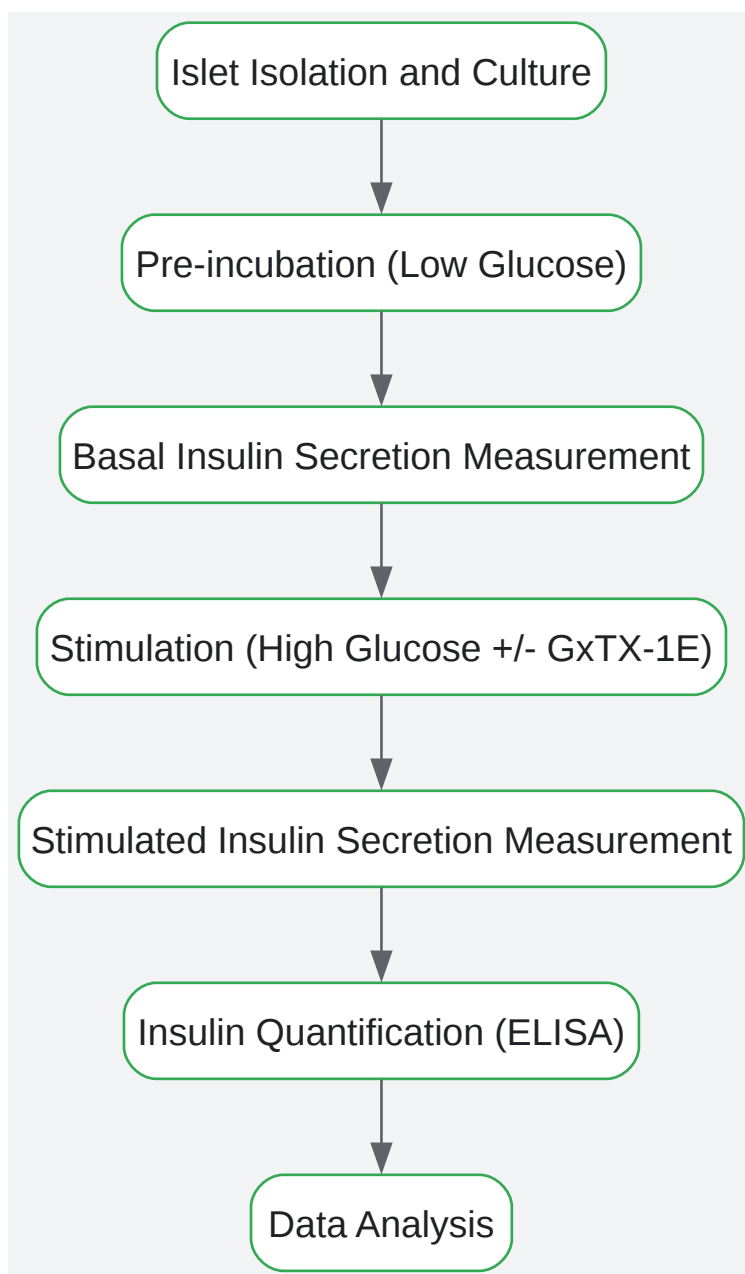 Islet Isolation and Culture
Pre-incubation (Low Glucose)
Basal Insulin Secretion Measurement
Stimulation (High Glucose +/- GxTX-1E)
Stimulated Insulin Secretion Measurement
Insulin Quantification (ELISA)
Data Analysis